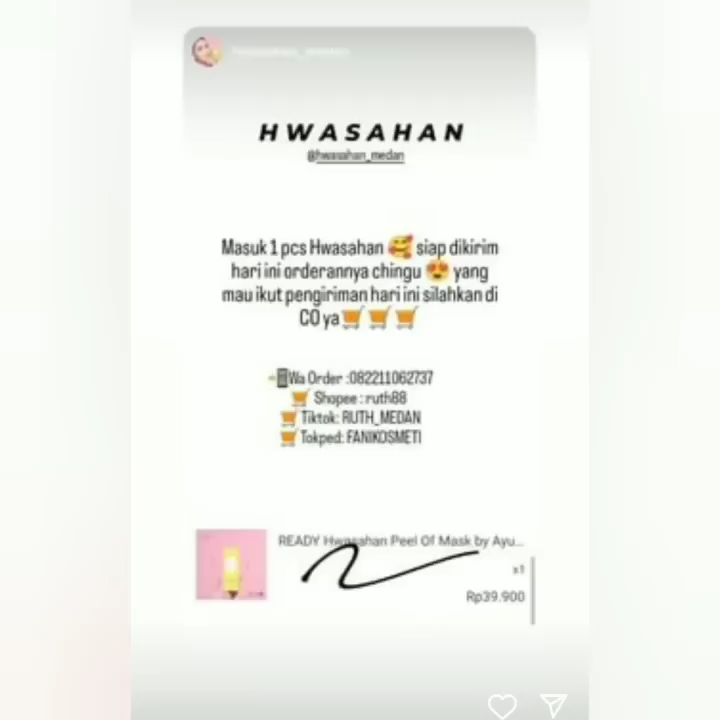 HWASAHAN
@hwasahan_medan
Masuk 1 pcs Hwasahan 🥰 siap dikirim
hari ini orderannya chingu 😍 yang
mau ikut pengiriman hari ini silahkan di
CO ya🛒 🛒 🛒
📲Wa Order :082211062737
🛒 Shopee : ruth88
🛒 Tiktok: RUTH_MEDAN
🛒 Tokped: FANIKOSMETI
READY Hwasahan Peel Of Mask by Ayu...
x1
Rp39.900